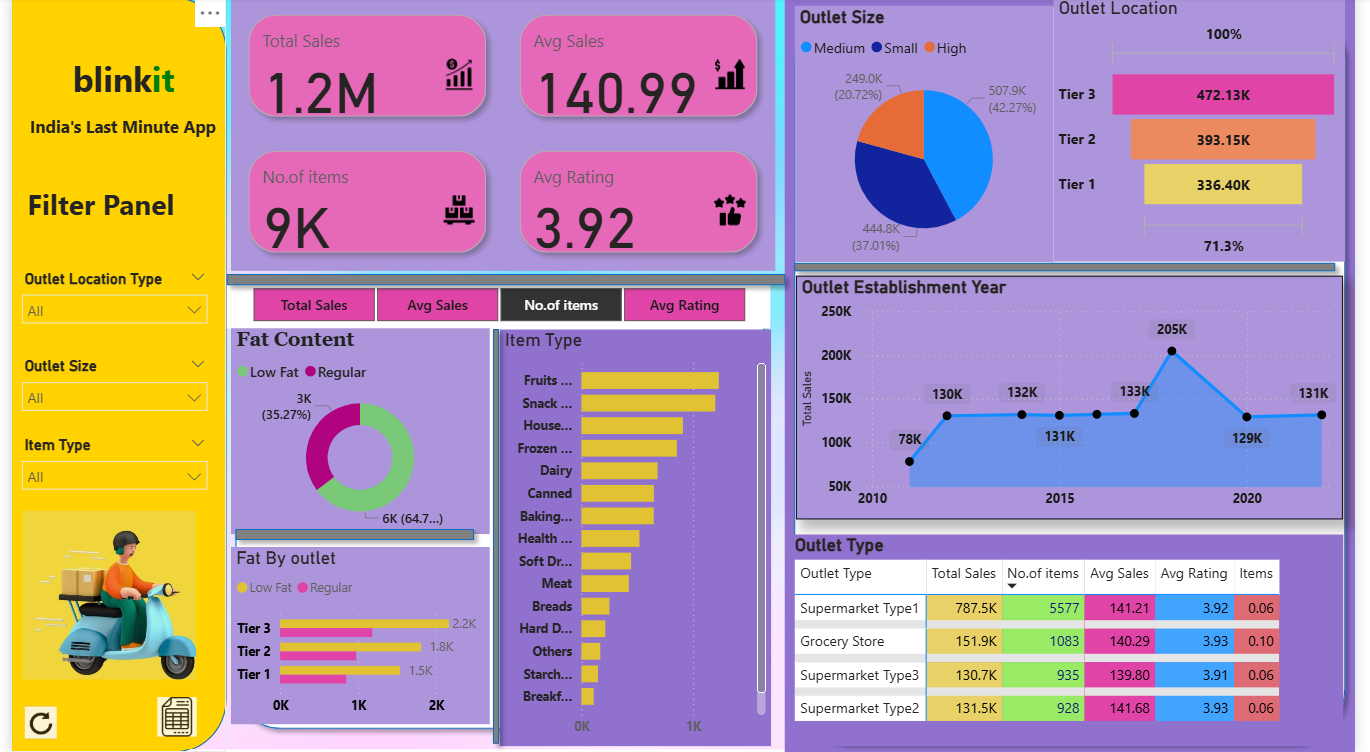 blinkit
India's Last Minute App
Filter Panel
Outlet Location Type
All
Outlet Size
All
Item Type
All
Total Sales
1.2M
Avg Sales
140.99
No.of items
9K
Avg Rating
3.92
Total Sales
Avg Sales
No.of items
Avg Rating
Fat Content
Low Fat Regular
3K
(35.27%)
6K (64.7...)
Fat By outlet
Low Fat Regular
Tier 3 2.2K
Tier 2 1.8K
Tier 1 1.5K
0K 1K 2K
Item Type
Fruits ...
Snack ...
House...
Frozen ...
Dairy
Canned
Baking...
Health ...
Soft Dr...
Meat
Breads
Hard D...
Others
Starch...
Breakf...
0K 1K
Outlet Size
Medium Small High
249.0K
(20.72%)
507.9K
(42.27%)
444.8K
(37.01%)
Outlet Location
100%
Tier 3 472.13K
Tier 2 393.15K
Tier 1 336.40K
71.3%
Outlet Establishment Year
Total Sales
250K
200K
150K
100K
50K
78K
130K
132K
131K
133K
205K
129K
131K
2010 2015 2020
Outlet Type
Outlet Type Total Sales No.of items Avg Sales Avg Rating Items
Supermarket Type1 787.5K 5577 141.21 3.92 0.06
Grocery Store 151.9K 1083 140.29 3.93 0.10
Supermarket Type3 130.7K 935 139.80 3.91 0.06
Supermarket Type2 131.5K 928 141.68 3.93 0.06